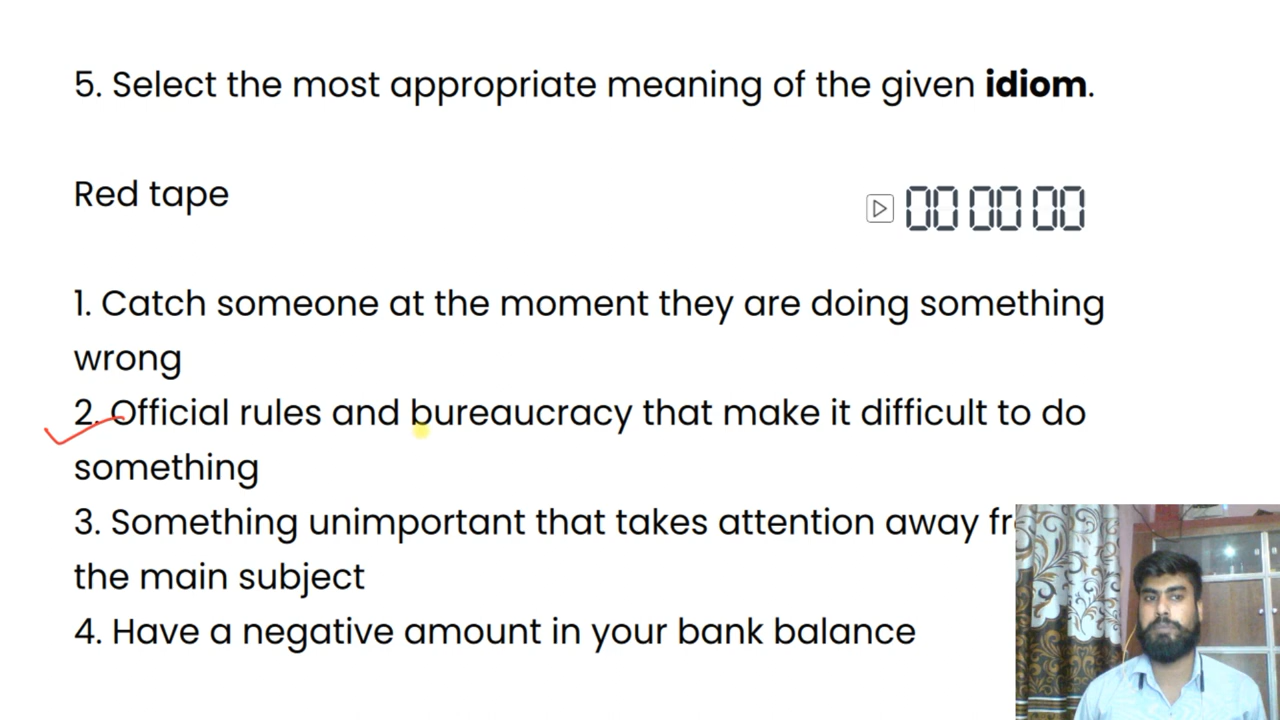 5. Select the most appropriate meaning of the given idiom.
Red tape
00 00 00
1. Catch someone at the moment they are doing something
wrong
2. Official rules and bureaucracy that make it difficult to do
something
3. Something unimportant that takes attention away
the main subject
4. Have a negative amount in your bank balance